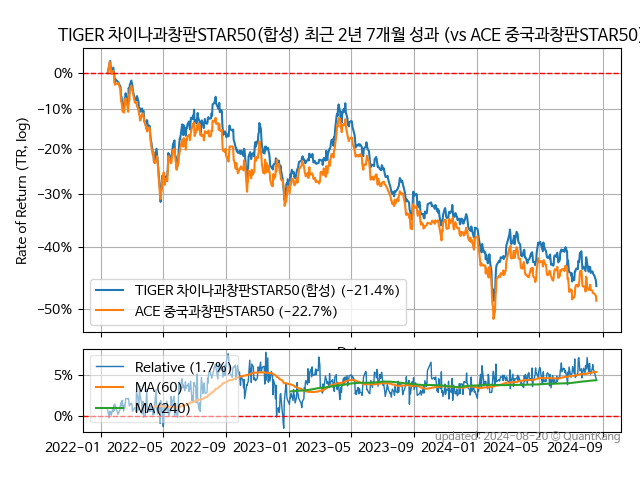 TIGER 차이나과창판STAR50(합성) 최근 2년 7개월 성과 (vs ACE 중국과창판STAR50)
Rate of Return (TR, log)
0%
−10%
−20%
−30%
−40%
−50%
TIGER 차이나과창판STAR50(합성) (−21.4%)
ACE 중국과창판STAR50 (−22.7%)
5%
0%
Relative (1.7%)
MA(60)
MA(240)
2022−01 2022−05 2022−09 2023−01 2023−05 2023−09 2024−01 2024−05 2024−09
updated: 2024−08−20 © QuantKang